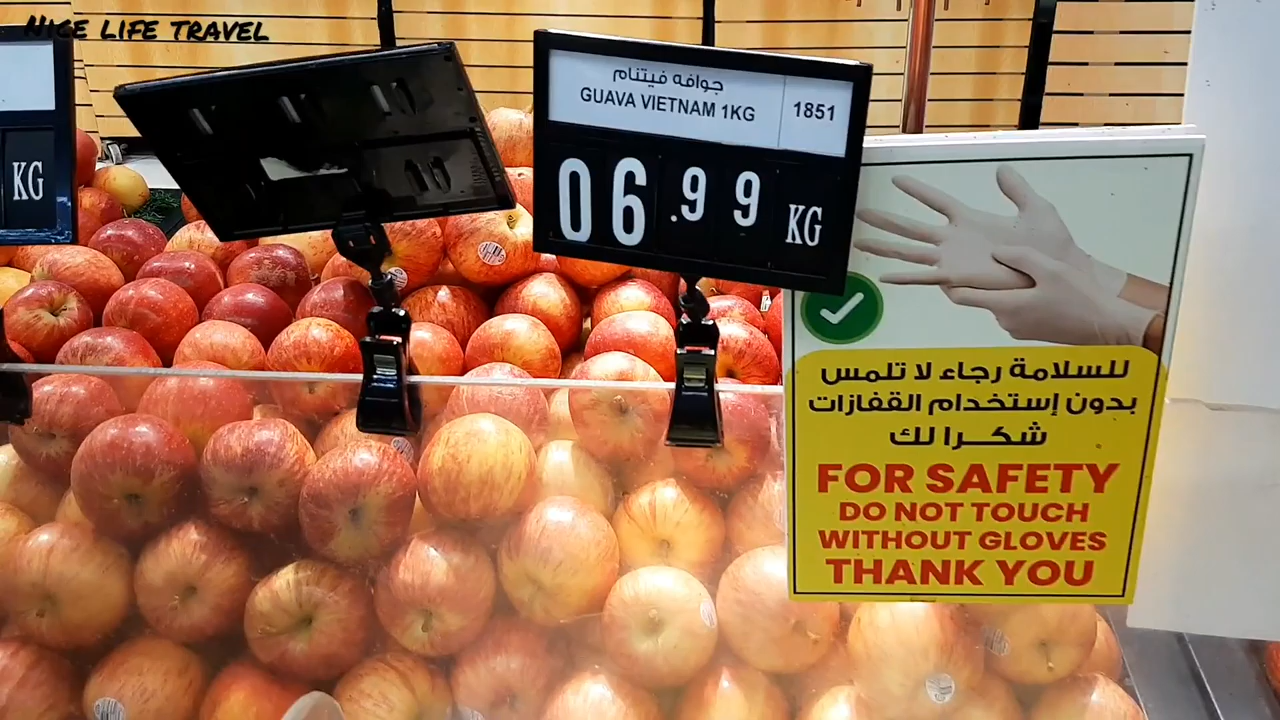 NICE LIFE TRAVEL
KG
جوافه فيتنام
GUAVA VIETNAM 1KG
1851
06.99 KG
للسلامة رجاء لا تلمس
بدون إستخدام القفازات
شكرا لك
FOR SAFETY
DO NOT TOUCH
WITHOUT GLOVES
THANK YOU